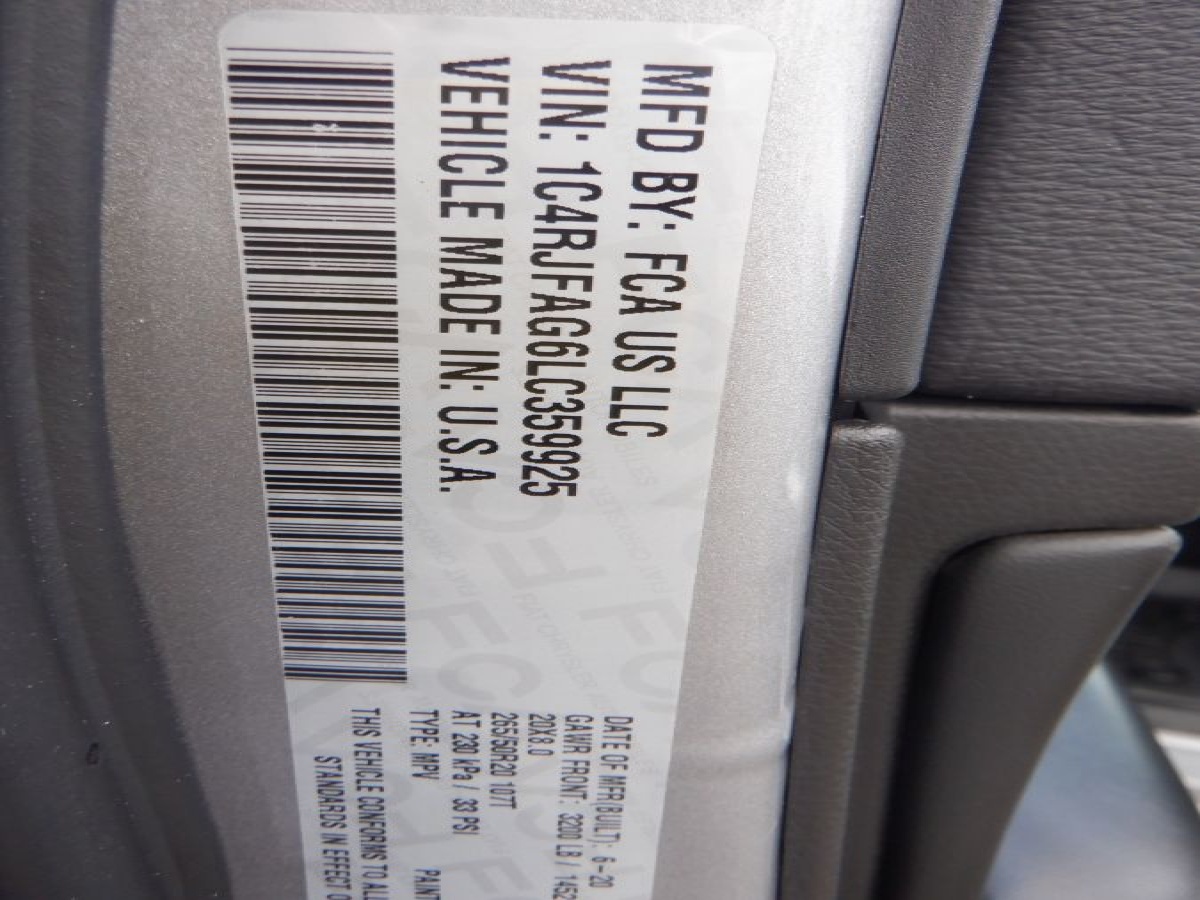 MFD BY: FCA US LLC
VIN: 1C4RJFAG6LC359925
VEHICLE MADE IN: U.S.A.
DATE OF MFR(BUILT): 6-20
GAWR FRONT: 3200 LB / 1452
20X8.0
265/50R20 107T
AT 230 kPa / 33 PSI
TYPE: MPV PAINT
THIS VEHICLE CONFORMS TO ALL
STANDARDS IN EFFECT O